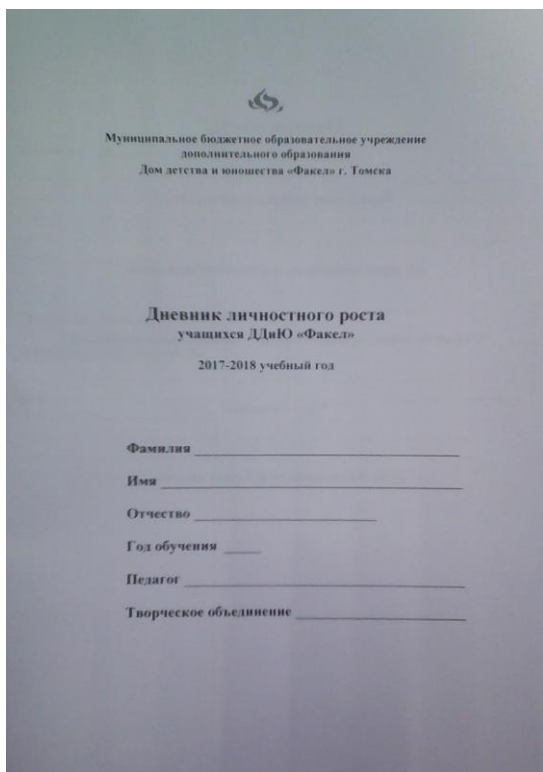 Муниципальное бюджетное образовательное учреждение
дополнительного образования
Дом детства и юношества «Факел» г. Томска
Дневник личностного роста
учащихся ДДиЮ «Факел»
2017-2018 учебный год
Фамилия
Имя
Отчество
Год обучения
Педагог
Творческое объединение